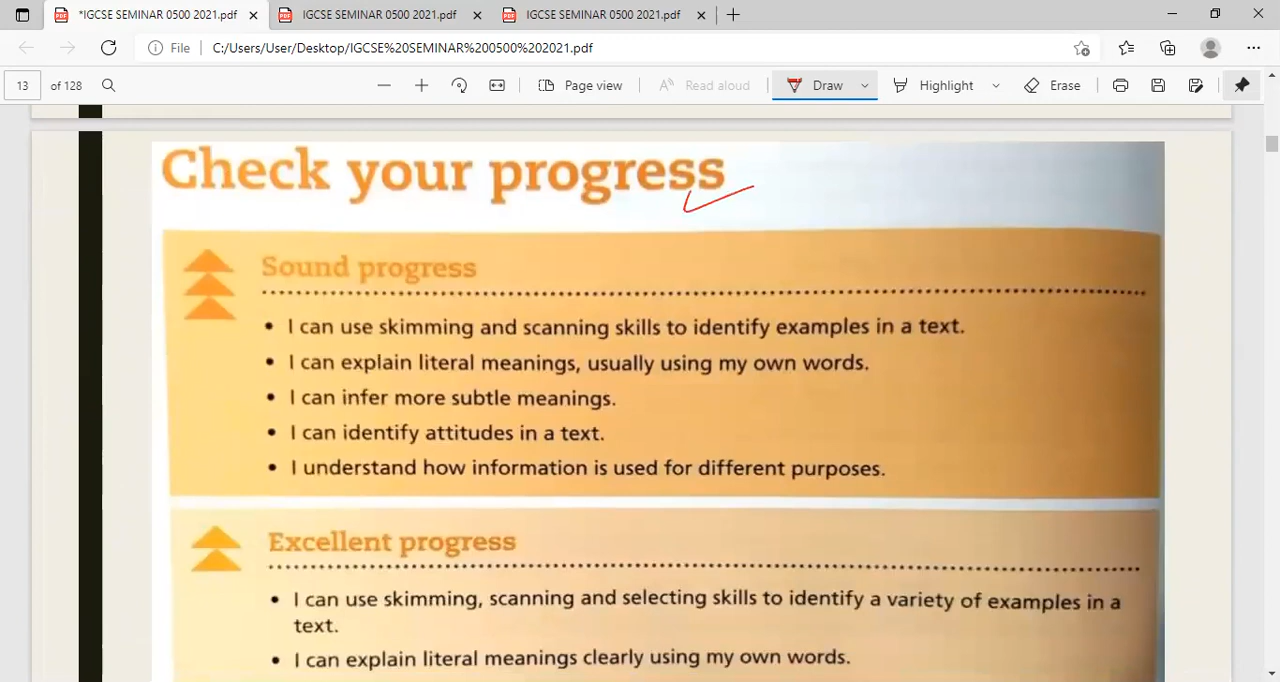 *IGCSE SEMINAR 0500 2021.pdf
IGCSE SEMINAR 0500 2021.pdf
IGCSE SEMINAR 0500 2021.pdf
File
C:/Users/User/Desktop/IGCSE%20SEMINAR%200500%202021.pdf
13 of 128
Page view
Read aloud
Draw
Highlight
Erase
Check your progress
Sound progress
• I can use skimming and scanning skills to identify examples in a text.
• I can explain literal meanings, usually using my own words.
• I can infer more subtle meanings.
• I can identify attitudes in a text.
• I understand how information is used for different purposes.
Excellent progress
• I can use skimming, scanning and selecting skills to identify a variety of examples in a
text.
• I can explain literal meanings clearly using my own words.